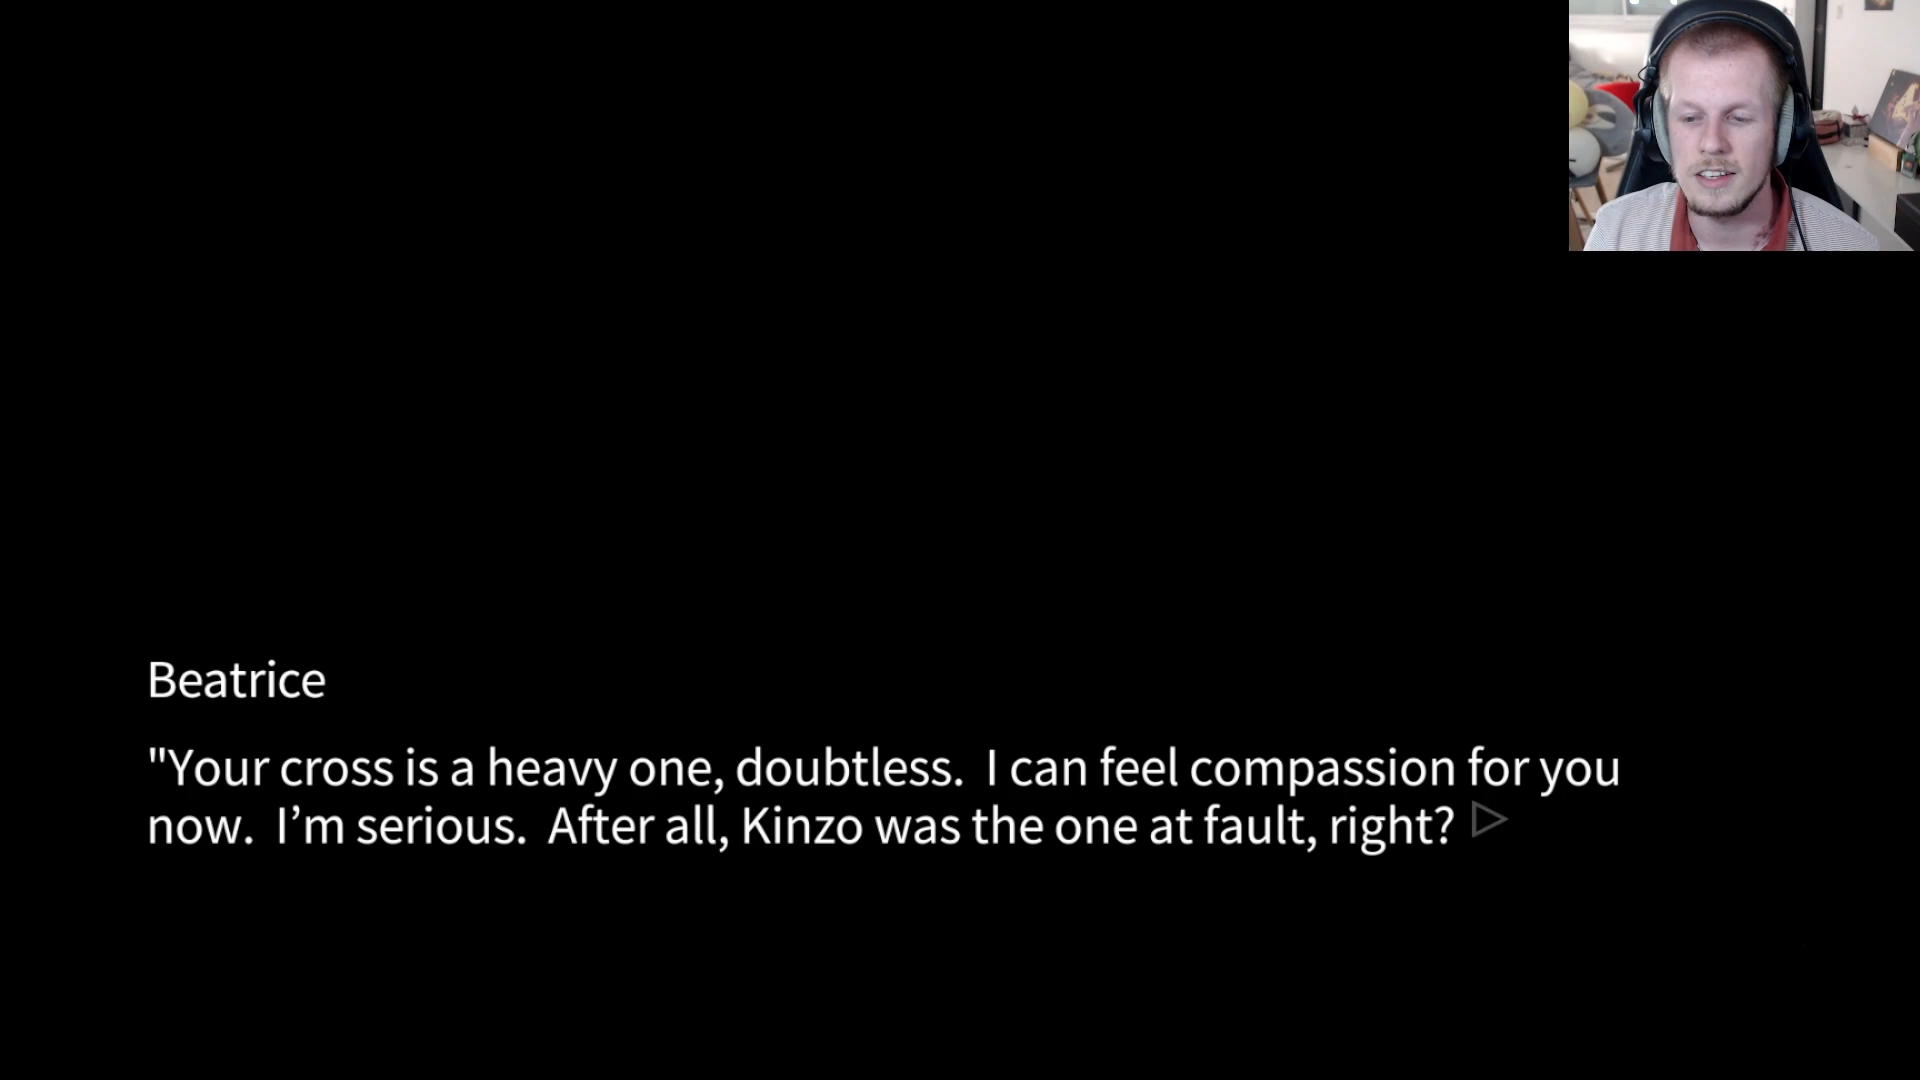 Beatrice
"Your cross is a heavy one, doubtless.  I can feel compassion for you
now.  I’m serious.  After all, Kinzo was the one at fault, right?